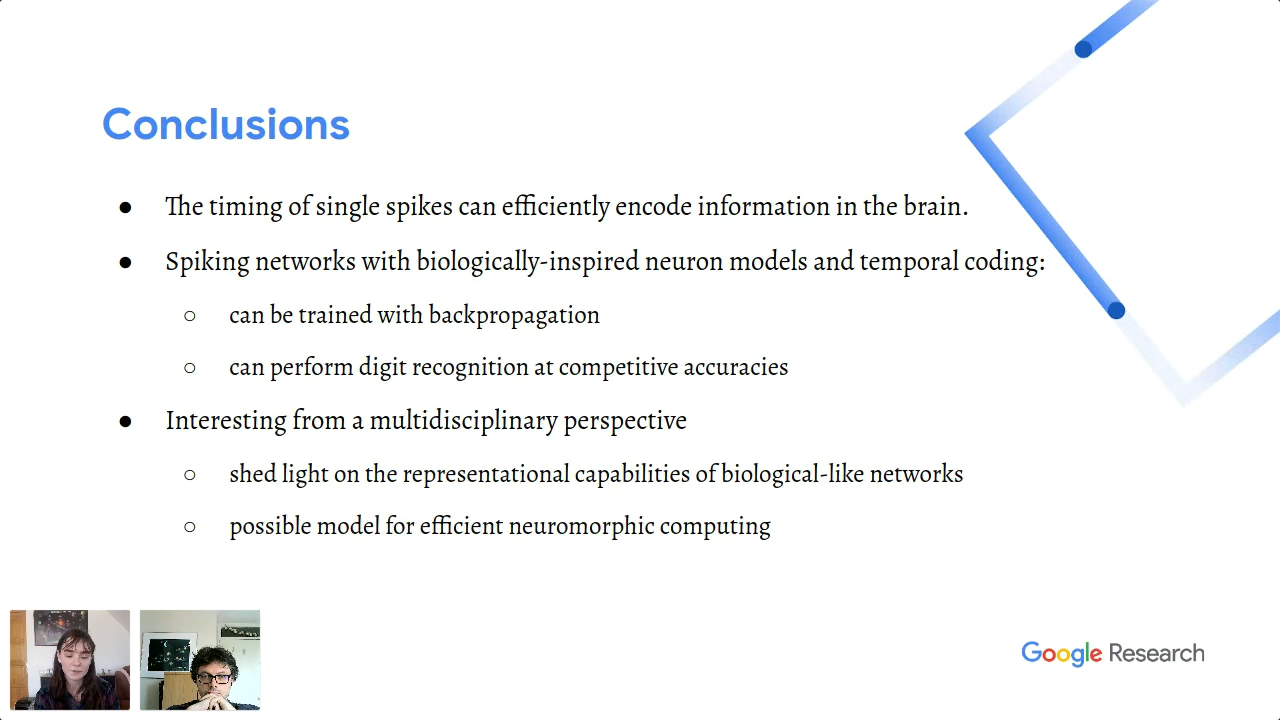 Conclusions
● The timing of single spikes can efficiently encode information in the brain.
● Spiking networks with biologically-inspired neuron models and temporal coding:
○ can be trained with backpropagation
○ can perform digit recognition at competitive accuracies
● Interesting from a multidisciplinary perspective
○ shed light on the representational capabilities of biological-like networks
○ possible model for efficient neuromorphic computing
Google Research